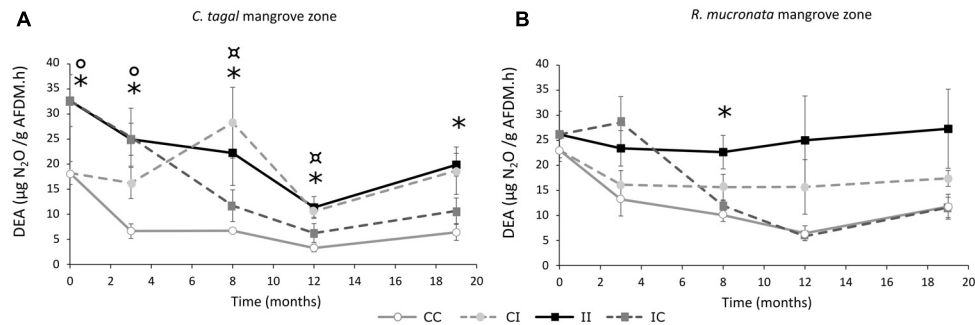 A
C. tagal mangrove zone
DEA (µg N₂O /g AFDM.h)
40
35
30
25
20
15
10
5
0
0 2 4 6 8 10 12 14 16 18 20
Time (months)
B
R. mucronata mangrove zone
DEA (µg N₂O /g AFDM.h)
40
35
30
25
20
15
10
5
0
0 2 4 6 8 10 12 14 16 18 20
Time (months)
CC CI II IC